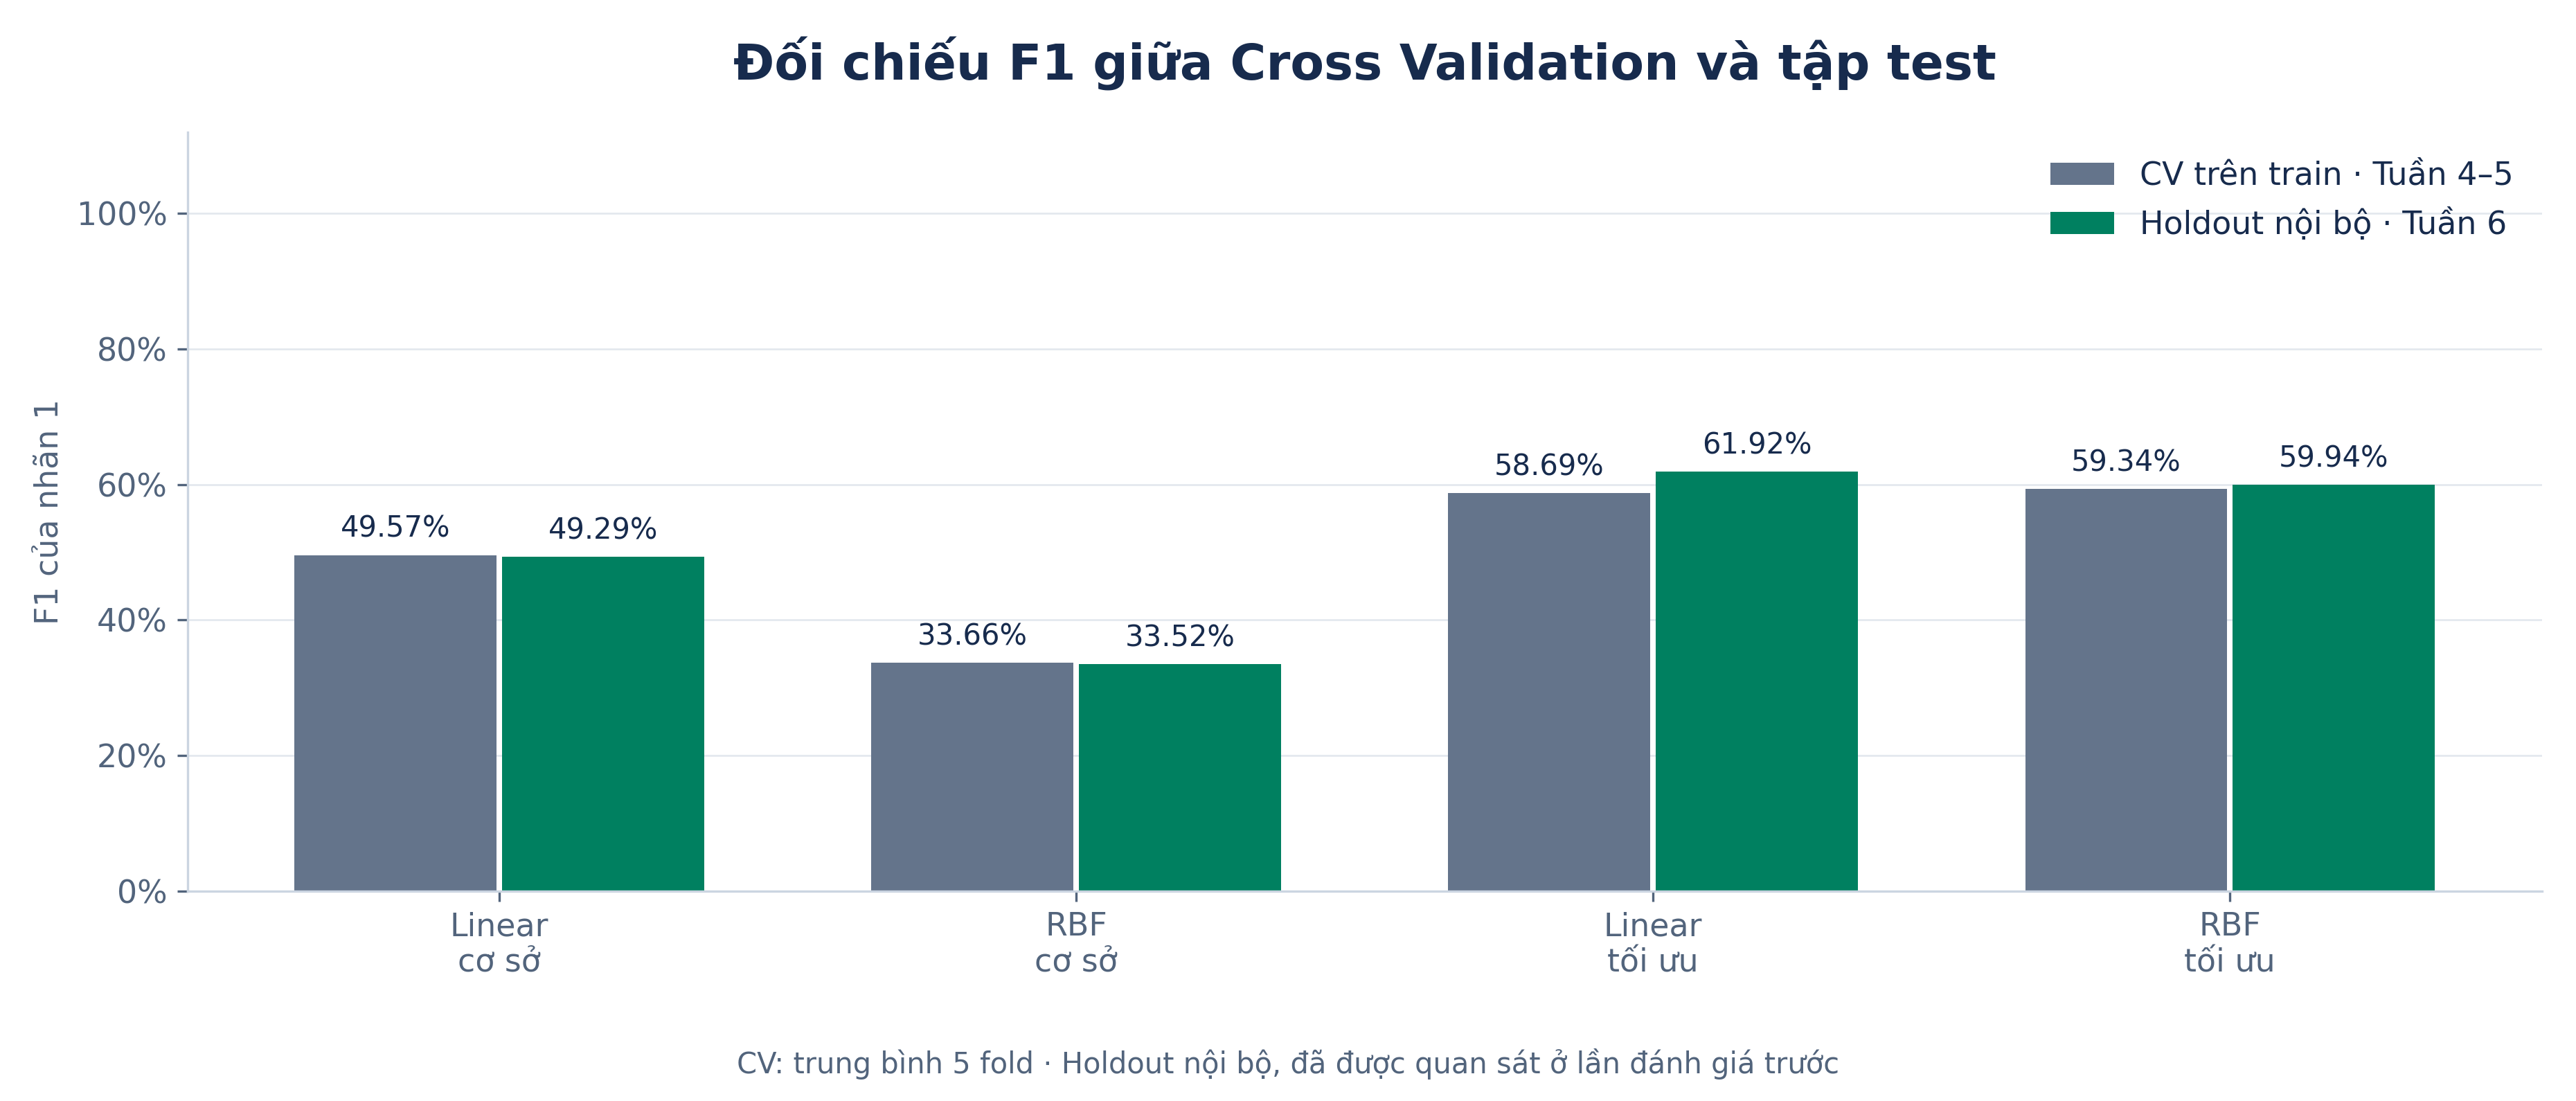 Đối chiếu F1 giữa Cross Validation và tập test
CV trên train · Tuần 4–5
Holdout nội bộ · Tuần 6
F1 của nhãn 1
100%
80%
60%
40%
20%
0%
49.57%
49.29%
33.66%
33.52%
58.69%
61.92%
59.34%
59.94%
Linear
cơ sở
RBF
cơ sở
Linear
tối ưu
RBF
tối ưu
CV: trung bình 5 fold · Holdout nội bộ, đã được quan sát ở lần đánh giá trước